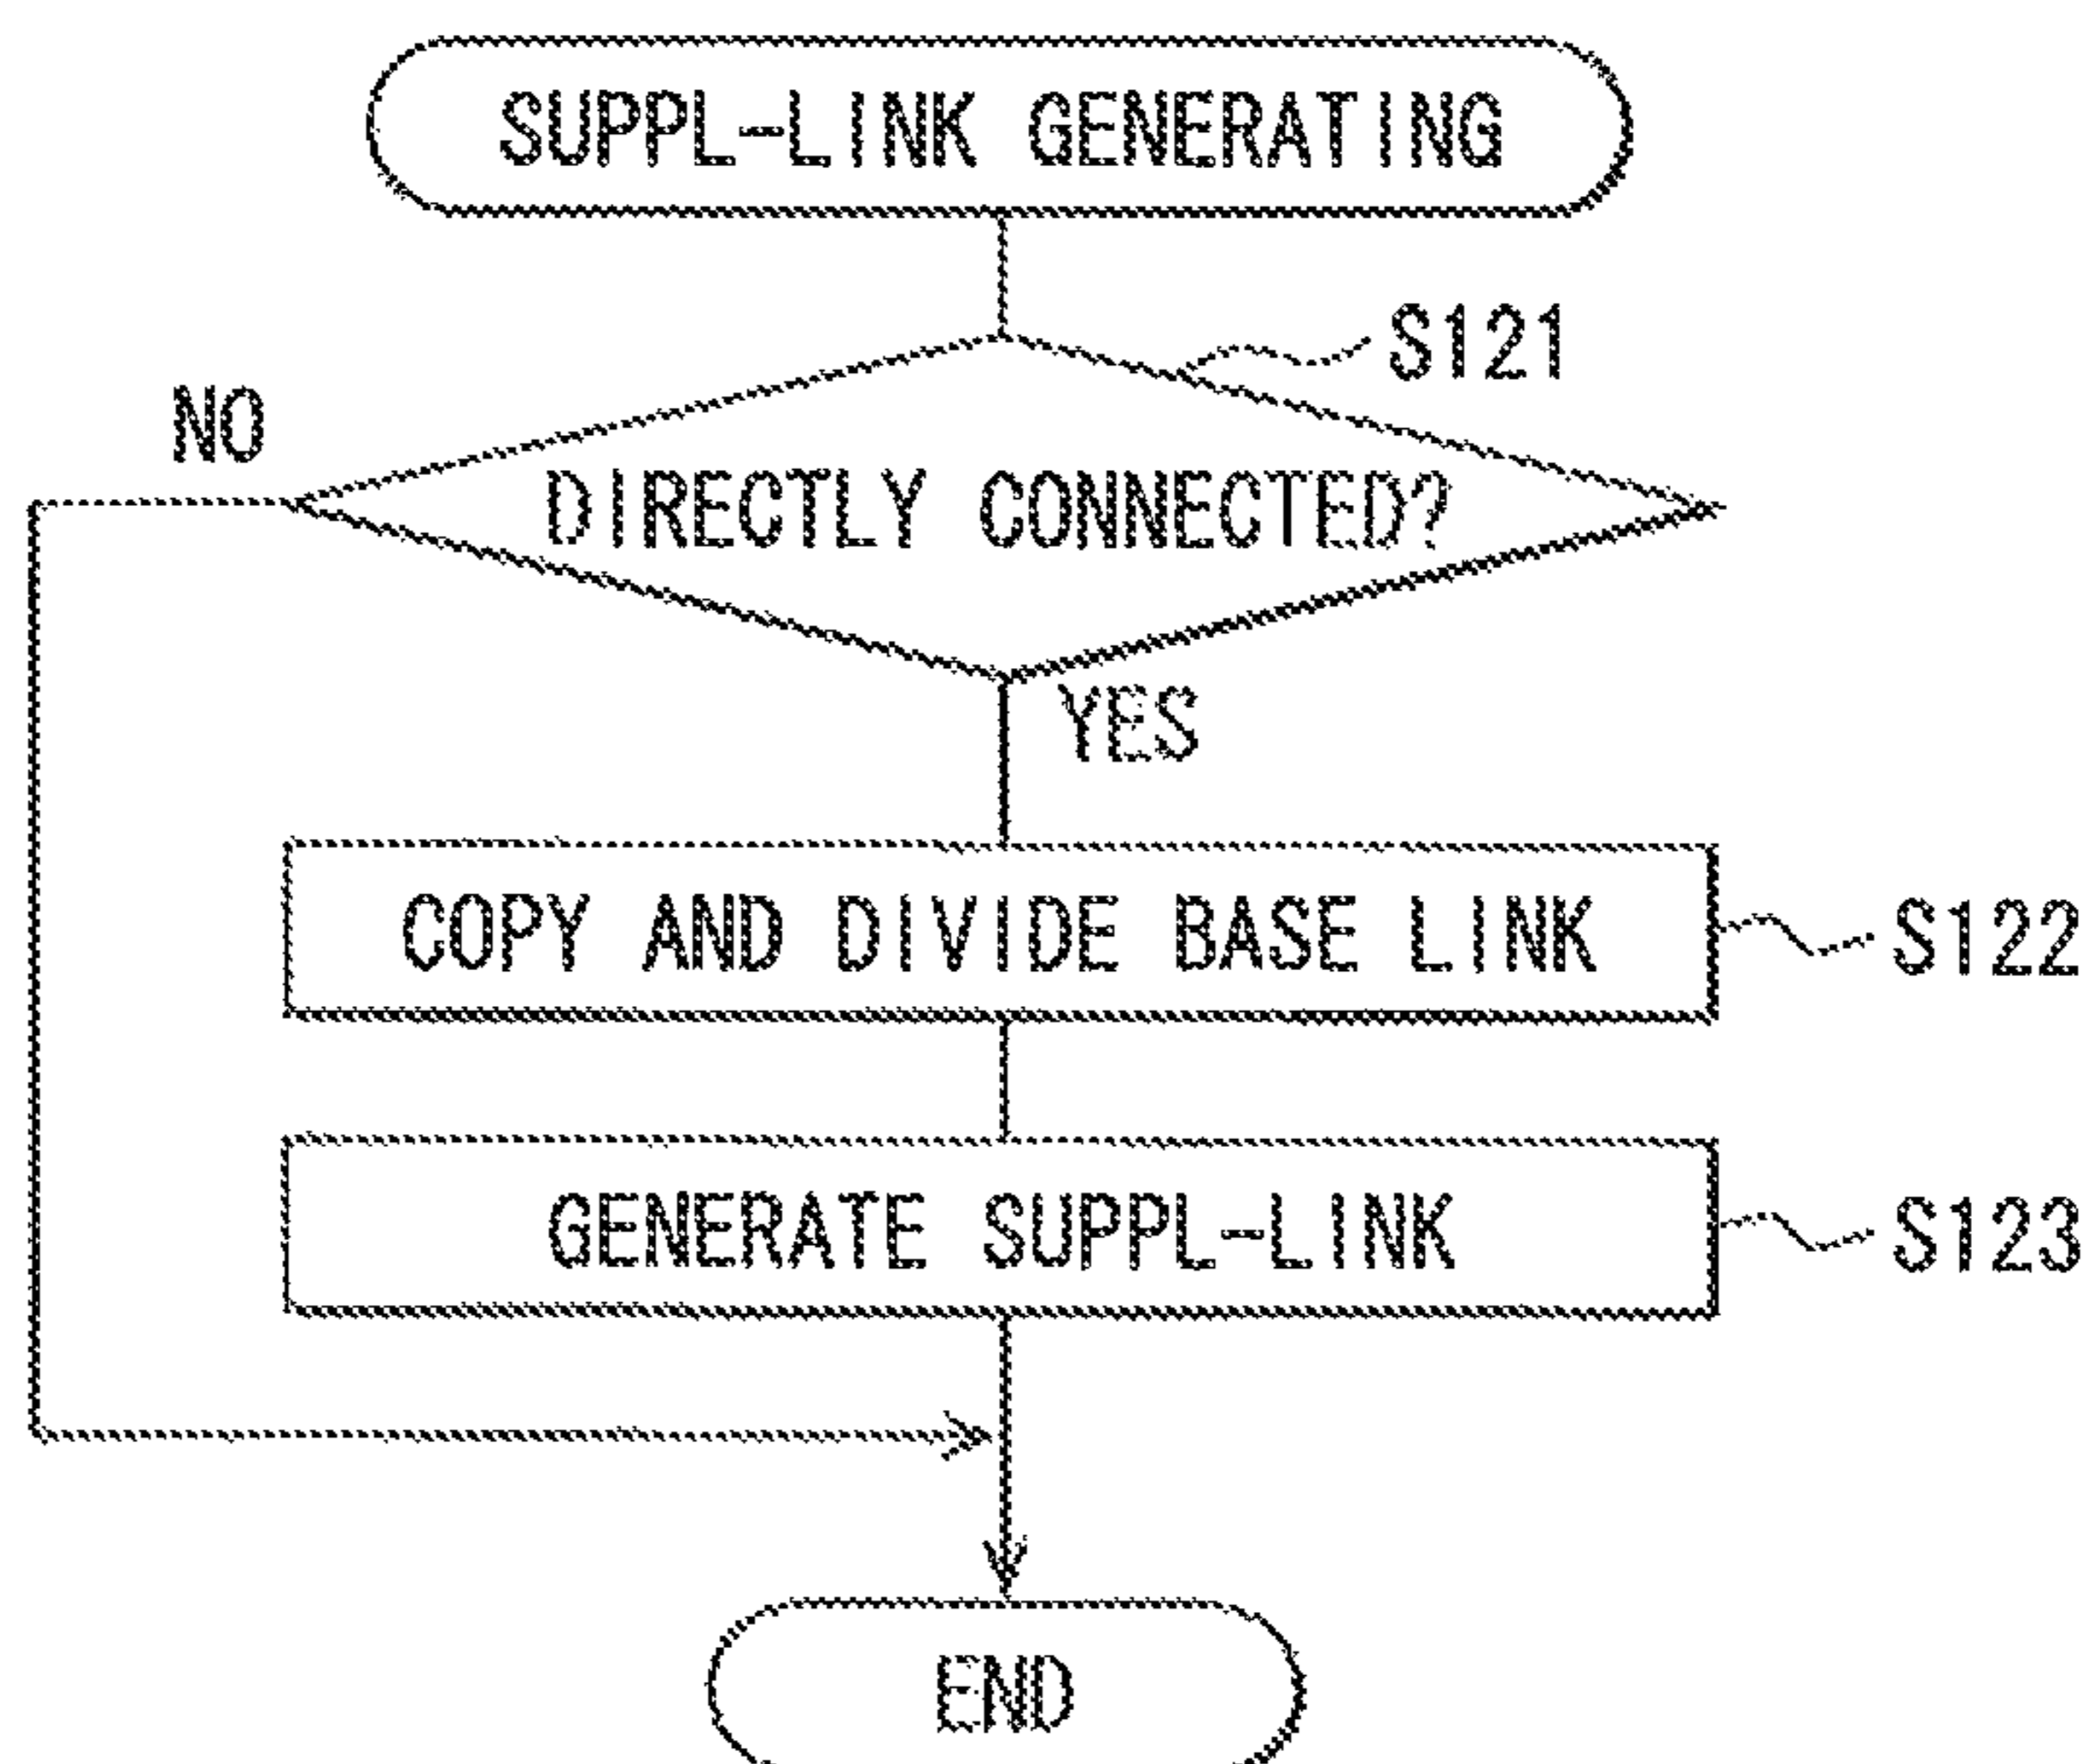 SUPPL-LINK GENERATING
S121
NO
DIRECTLY CONNECTED?
YES
COPY AND DIVIDE BASE LINK
S122
GENERATE SUPPL-LINK
S123
END